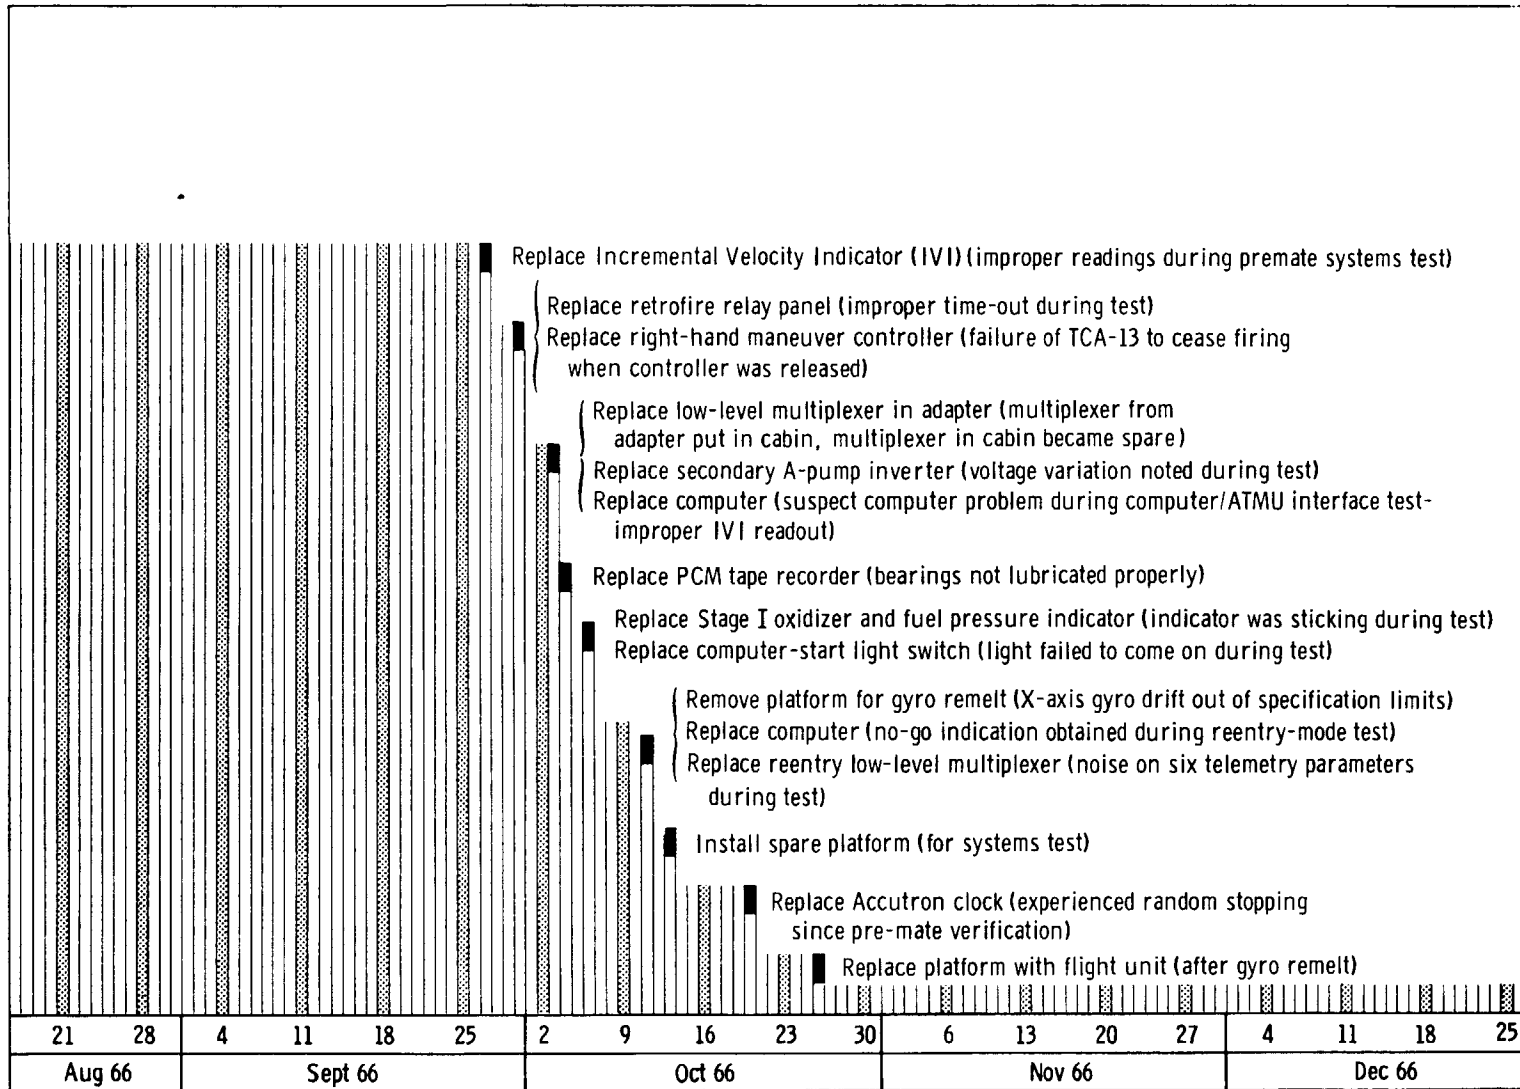 Replace Incremental Velocity Indicator (IVI) (improper readings during premate systems test)
Replace retrofire relay panel (improper time-out during test)
Replace right-hand maneuver controller (failure of TCA-13 to cease firing
when controller was released)
Replace low-level multiplexer in adapter (multiplexer from
adapter put in cabin, multiplexer in cabin became spare)
Replace secondary A-pump inverter (voltage variation noted during test)
Replace computer (suspect computer problem during computer/ATMU interface test-
improper IVI readout)
Replace PCM tape recorder (bearings not lubricated properly)
Replace Stage I oxidizer and fuel pressure indicator (indicator was sticking during test)
Replace computer-start light switch (light failed to come on during test)
Remove platform for gyro remelt (X-axis gyro drift out of specification limits)
Replace computer (no-go indication obtained during reentry-mode test)
Replace reentry low-level multiplexer (noise on six telemetry parameters
during test)
Install spare platform (for systems test)
Replace Accutron clock (experienced random stopping
since pre-mate verification)
Replace platform with flight unit (after gyro remelt)
21 28 4 11 18 25 2 9 16 23 30 6 13 20 27 4 11 18 25
Aug 66 Sept 66 Oct 66 Nov 66 Dec 66